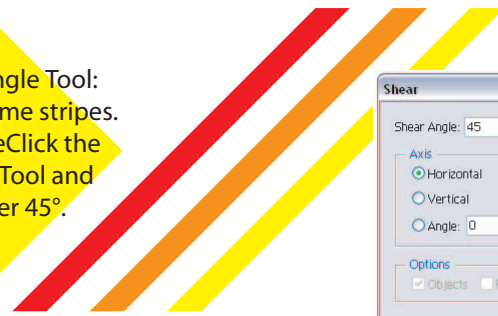 ngle Tool:
me stripes.
eClick the
Tool and
er 45°.
Shear
Shear Angle: 45
Axis
Horizontal
Vertical
Angle: 0
Options
Objects